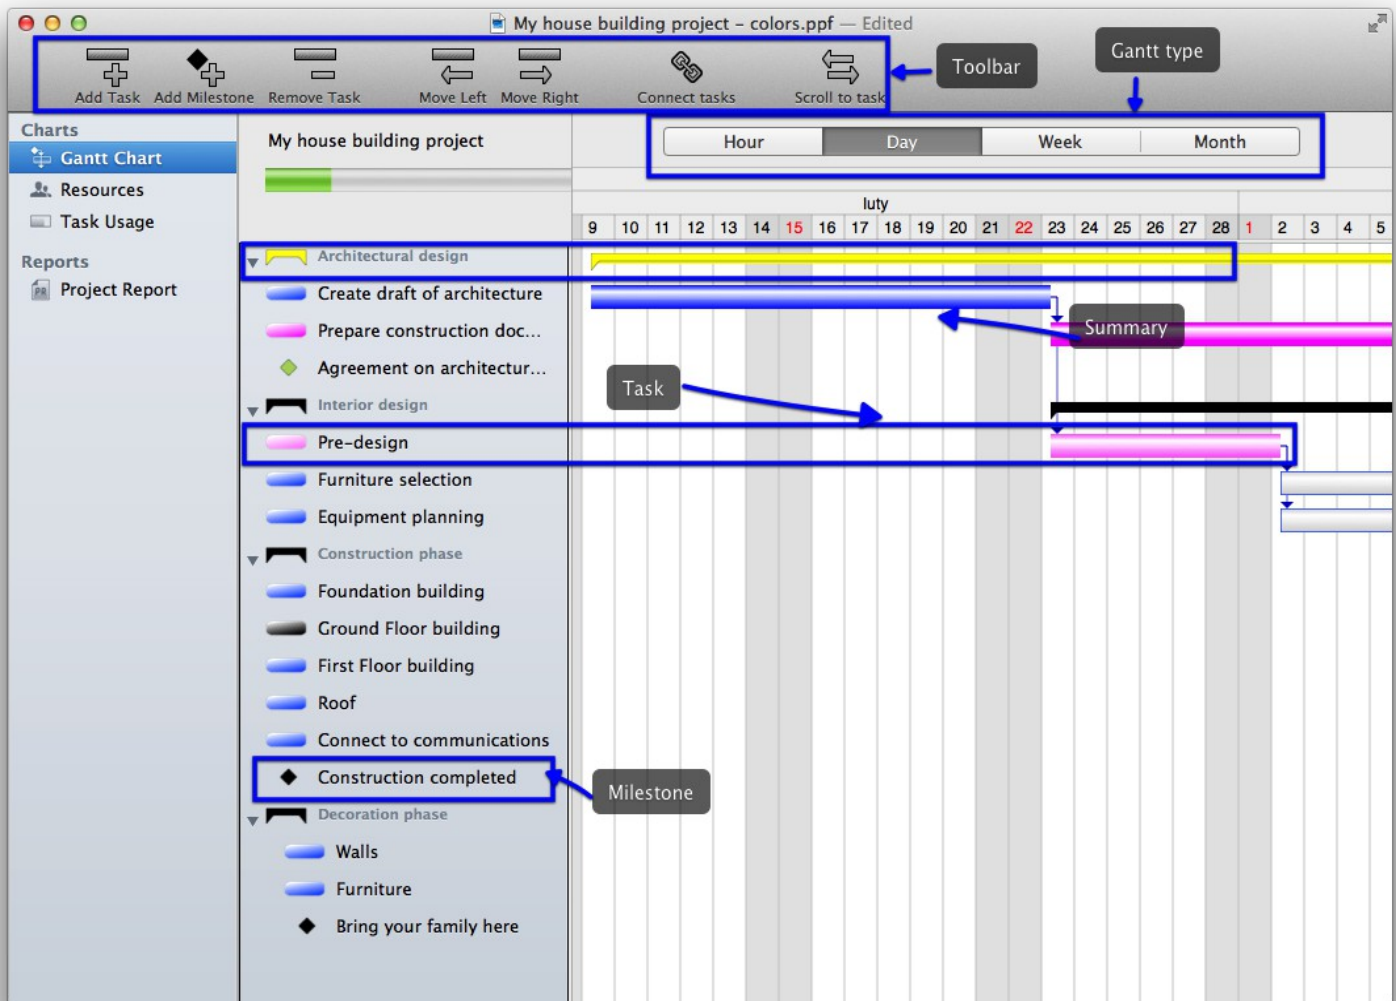 My house building project – colors.ppf — Edited
Toolbar
Gantt type
Add Task Add Milestone Remove Task Move Left Move Right Connect tasks Scroll to task
Charts
Gantt Chart
Resources
Task Usage
Reports
PR Project Report
My house building project
Hour Day Week Month
luty
9 10 11 12 13 14 15 16 17 18 19 20 21 22 23 24 25 26 27 28 1 2 3 4 5
Architectural design
Create draft of architecture
Prepare construction doc...
Summary
Agreement on architectur...
Task
Interior design
Pre-design
Furniture selection
Equipment planning
Construction phase
Foundation building
Ground Floor building
First Floor building
Roof
Connect to communications
Construction completed
Milestone
Decoration phase
Walls
Furniture
Bring your family here